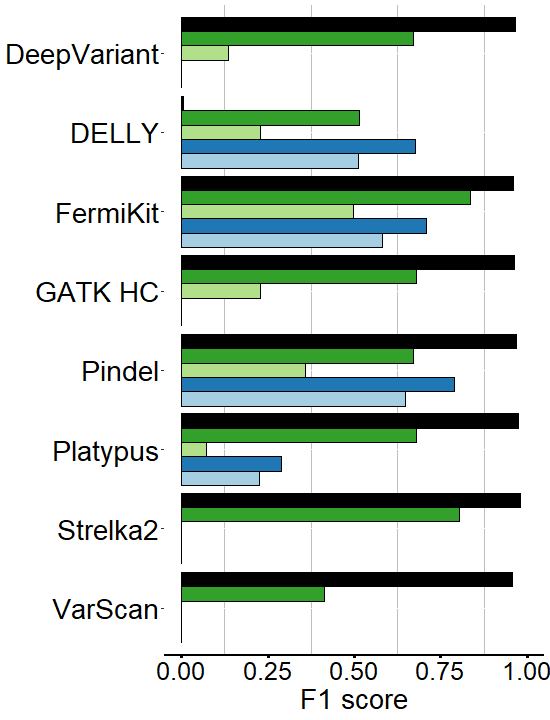 DeepVariant
DELLY
FermiKit
GATK HC
Pindel
Platypus
Strelka2
VarScan
0.00 0.25 0.50 0.75 1.00
F1 score